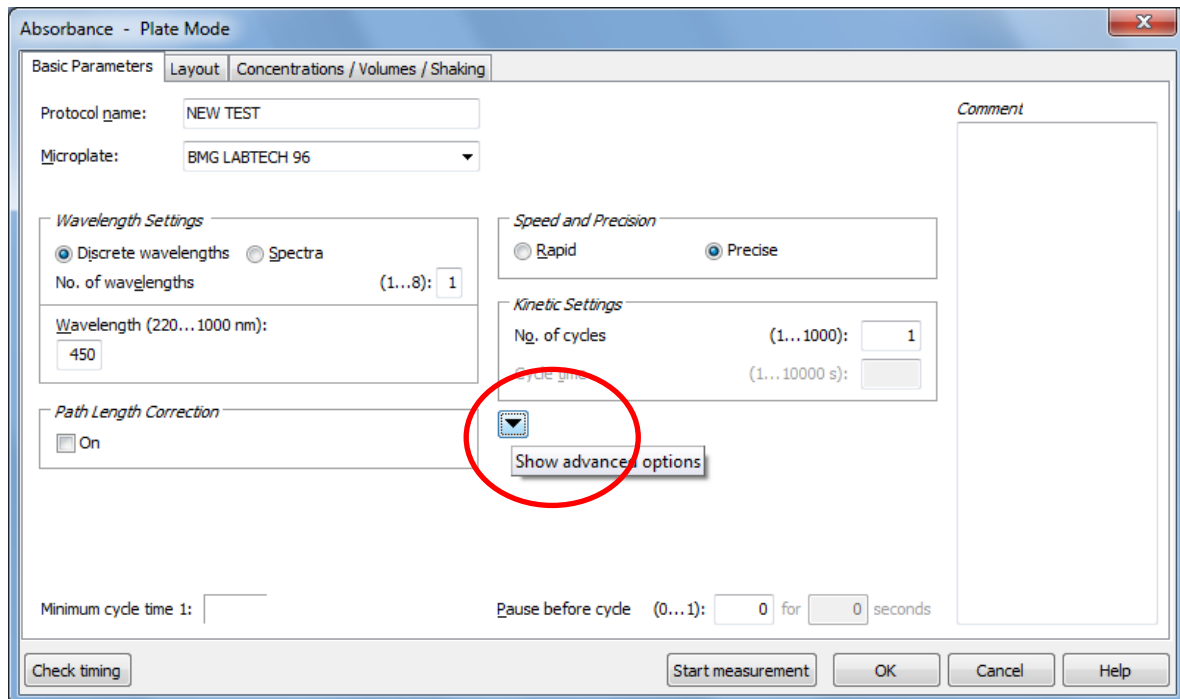 Absorbance - Plate Mode
Basic Parameters Layout Concentrations / Volumes / Shaking
Protocol name: NEW TEST
Comment
Microplate: BMG LABTECH 96
Wavelength Settings
Discrete wavelengths Spectra
No. of wavelengths (1...8): 1
Wavelength (220...1000 nm):
450
Speed and Precision
Rapid Precise
Kinetic Settings
No. of cycles (1...1000): 1
Cycle time (1...10000 s):
Path Length Correction
On
Show advanced options
Minimum cycle time 1:
Pause before cycle (0...1): 0 for 0 seconds
Check timing Start measurement OK Cancel Help